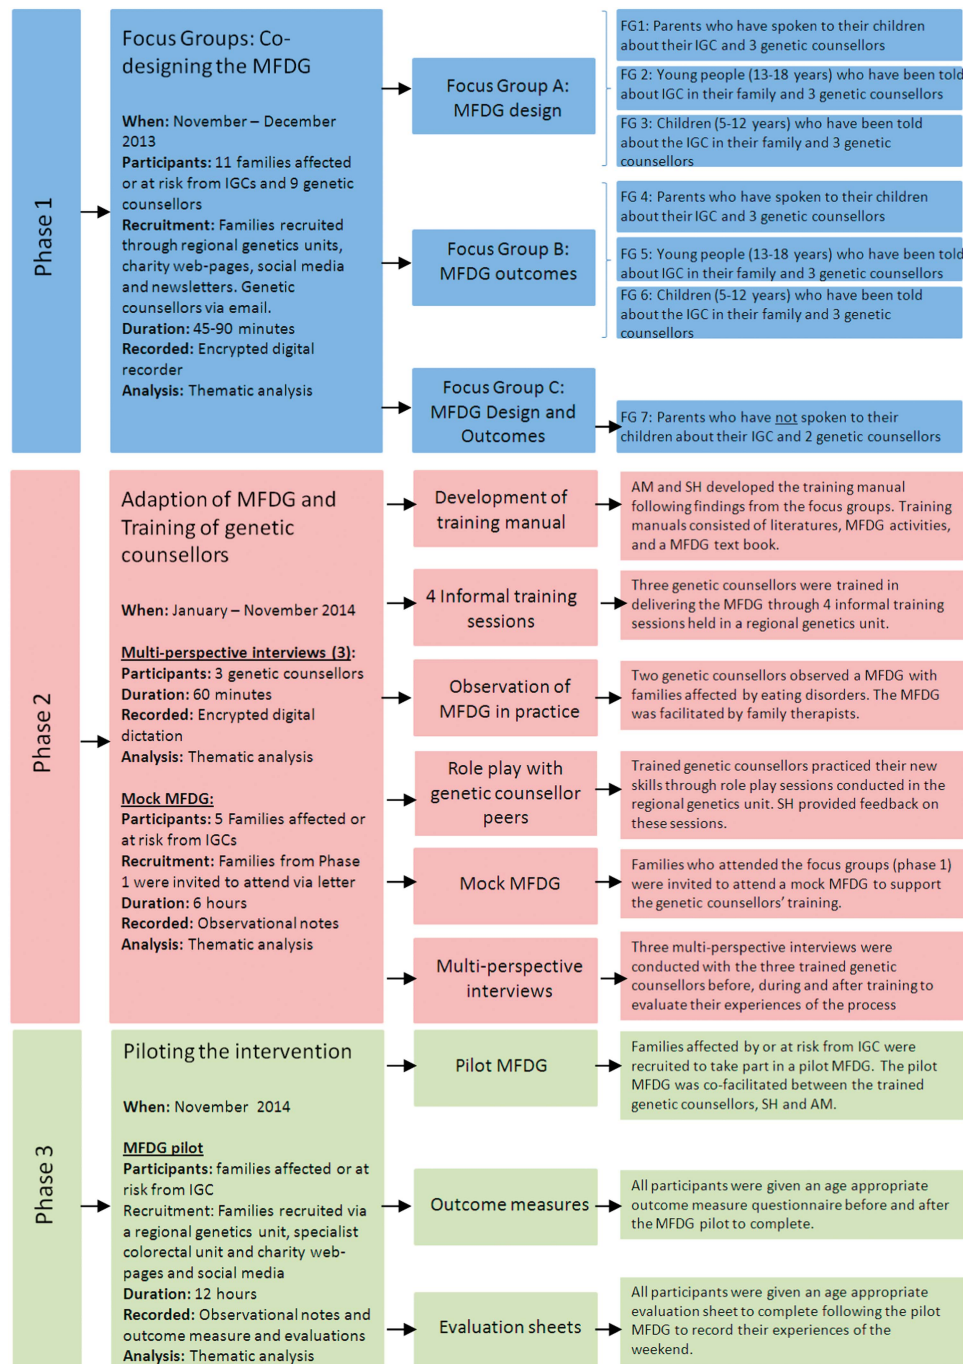 Phase 1
Focus Groups: Co-
designing the MFDG
When: November – December
2013
Participants: 11 families affected
or at risk from IGCs and 9 genetic
counsellors
Recruitment: Families recruited
through regional genetics units,
charity web-pages, social media
and newsletters. Genetic
counsellors via email.
Duration: 45-90 minutes
Recorded: Encrypted digital
recorder
Analysis: Thematic analysis
Focus Group A:
MFDG design
FG1: Parents who have spoken to their children
about their IGC and 3 genetic counsellors
FG 2: Young people (13-18 years) who have been told
about IGC in their family and 3 genetic counsellors
FG 3: Children (5-12 years) who have been told
about the IGC in their family and 3 genetic
counsellors
Focus Group B:
MFDG outcomes
FG 4: Parents who have spoken to their children
about their IGC and 3 genetic counsellors
FG 5: Young people (13-18 years) who have been told
about IGC in their family and 3 genetic counsellors
FG 6: Children (5-12 years) who have been told
about the IGC in their family and 3 genetic
counsellors
Focus Group C:
MFDG Design and
Outcomes
FG 7: Parents who have not spoken to their
children about their IGC and 2 genetic counsellors
Phase 2
Adaption of MFDG and
Training of genetic
counsellors
When: January – November 2014
Multi-perspective interviews (3):
Participants: 3 genetic counsellors
Duration: 60 minutes
Recorded: Encrypted digital
dictation
Analysis: Thematic analysis
Mock MFDG:
Participants: 5 Families affected or
at risk from IGCs
Recruitment: Families from Phase
1 were invited to attend via letter
Duration: 6 hours
Recorded: Observational notes
Analysis: Thematic analysis
Development of
training manual
AM and SH developed the training manual
following findings from the focus groups. Training
manuals consisted of literatures, MFDG activities,
and a MFDG text book.
4 Informal training
sessions
Three genetic counsellors were trained in
delivering the MFDG through 4 informal training
sessions held in a regional genetics unit.
Observation of
MFDG in practice
Two genetic counsellors observed a MFDG with
families affected by eating disorders. The MFDG
was facilitated by family therapists.
Role play with
genetic counsellor
peers
Trained genetic counsellors practiced their new
skills through role play sessions conducted in the
regional genetics unit. SH provided feedback on
these sessions.
Mock MFDG
Families who attended the focus groups (phase 1)
were invited to attend a mock MFDG to support
the genetic counsellors' training.
Multi-perspective
interviews
Three multi-perspective interviews were
conducted with the three trained genetic
counsellors before, during and after training to
evaluate their experiences of the process
Phase 3
Piloting the intervention
When: November 2014
MFDG pilot
Participants: families affected or at
risk from IGC
Recruitment: Families recruited via
a regional genetics unit, specialist
colorectal unit and charity web-
pages and social media
Duration: 12 hours
Recorded: Observational notes and
outcome measure and evaluations
Analysis: Thematic analysis
Pilot MFDG
Families affected by or at risk from IGC were
recruited to take part in a pilot MFDG. The pilot
MFDG was co-facilitated between the trained
genetic counsellors, SH and AM.
Outcome measures
All participants were given an age appropriate
outcome measure questionnaire before and after
the MFDG pilot to complete.
Evaluation sheets
All participants were given an age appropriate
evaluation sheet to complete following the pilot
MFDG to record their experiences of the
weekend.